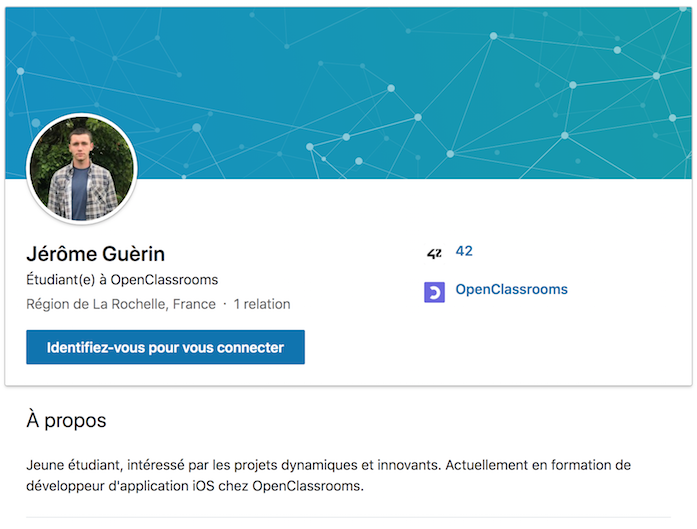 Jérôme Guèrin
Étudiant(e) à OpenClassrooms
Région de La Rochelle, France · 1 relation
Identifiez-vous pour vous connecter
42 42
OpenClassrooms
À propos
Jeune étudiant, intéressé par les projets dynamiques et innovants. Actuellement en formation de
développeur d'application iOS chez OpenClassrooms.